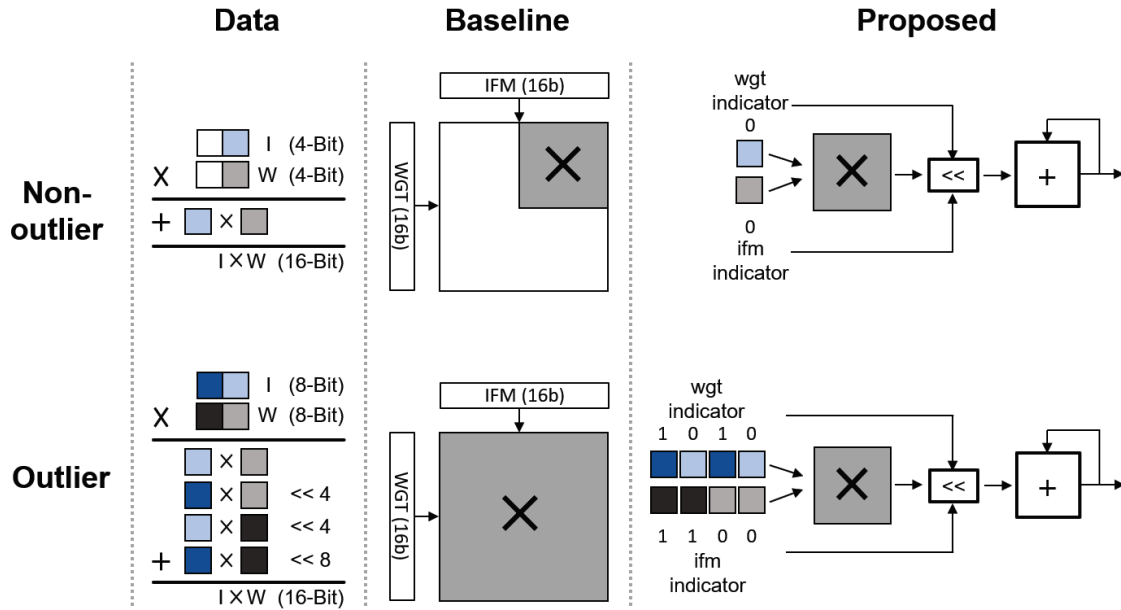 Data
Baseline
Proposed
Non-
outlier
I (4-Bit)
× W (4-Bit)
+ ×
I × W (16-Bit)
IFM (16b)
WGT (16b)
×
wgt
indicator
0
×
<<
+
0
ifm
indicator
Outlier
I (8-Bit)
× W (8-Bit)
×
× << 4
× << 4
+ × << 8
I × W (16-Bit)
IFM (16b)
WGT (16b)
×
wgt
indicator
1 0 1 0
×
<<
+
1 1 0 0
ifm
indicator